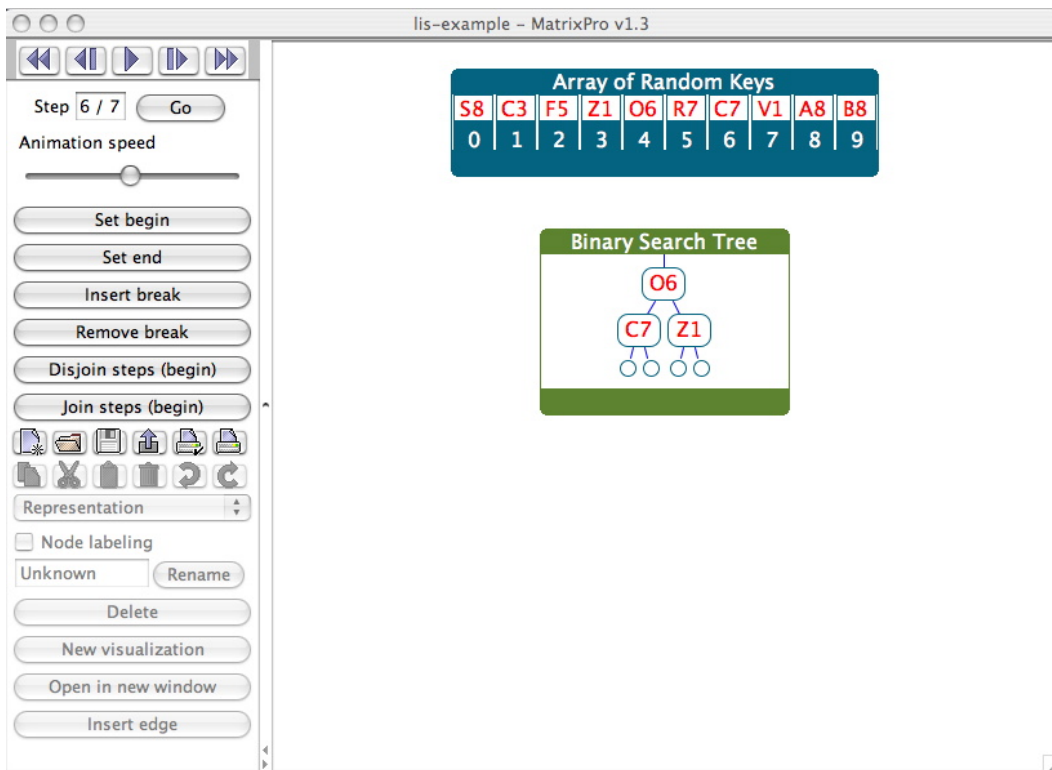 lis-example – MatrixPro v1.3
Step 6 / 7 Go
Animation speed
Set begin
Set end
Insert break
Remove break
Disjoin steps (begin)
Join steps (begin)
Representation
Node labeling
Unknown Rename
Delete
New visualization
Open in new window
Insert edge
Array of Random Keys
S8 C3 F5 Z1 O6 R7 C7 V1 A8 B8
0 1 2 3 4 5 6 7 8 9
Binary Search Tree
O6
C7 Z1